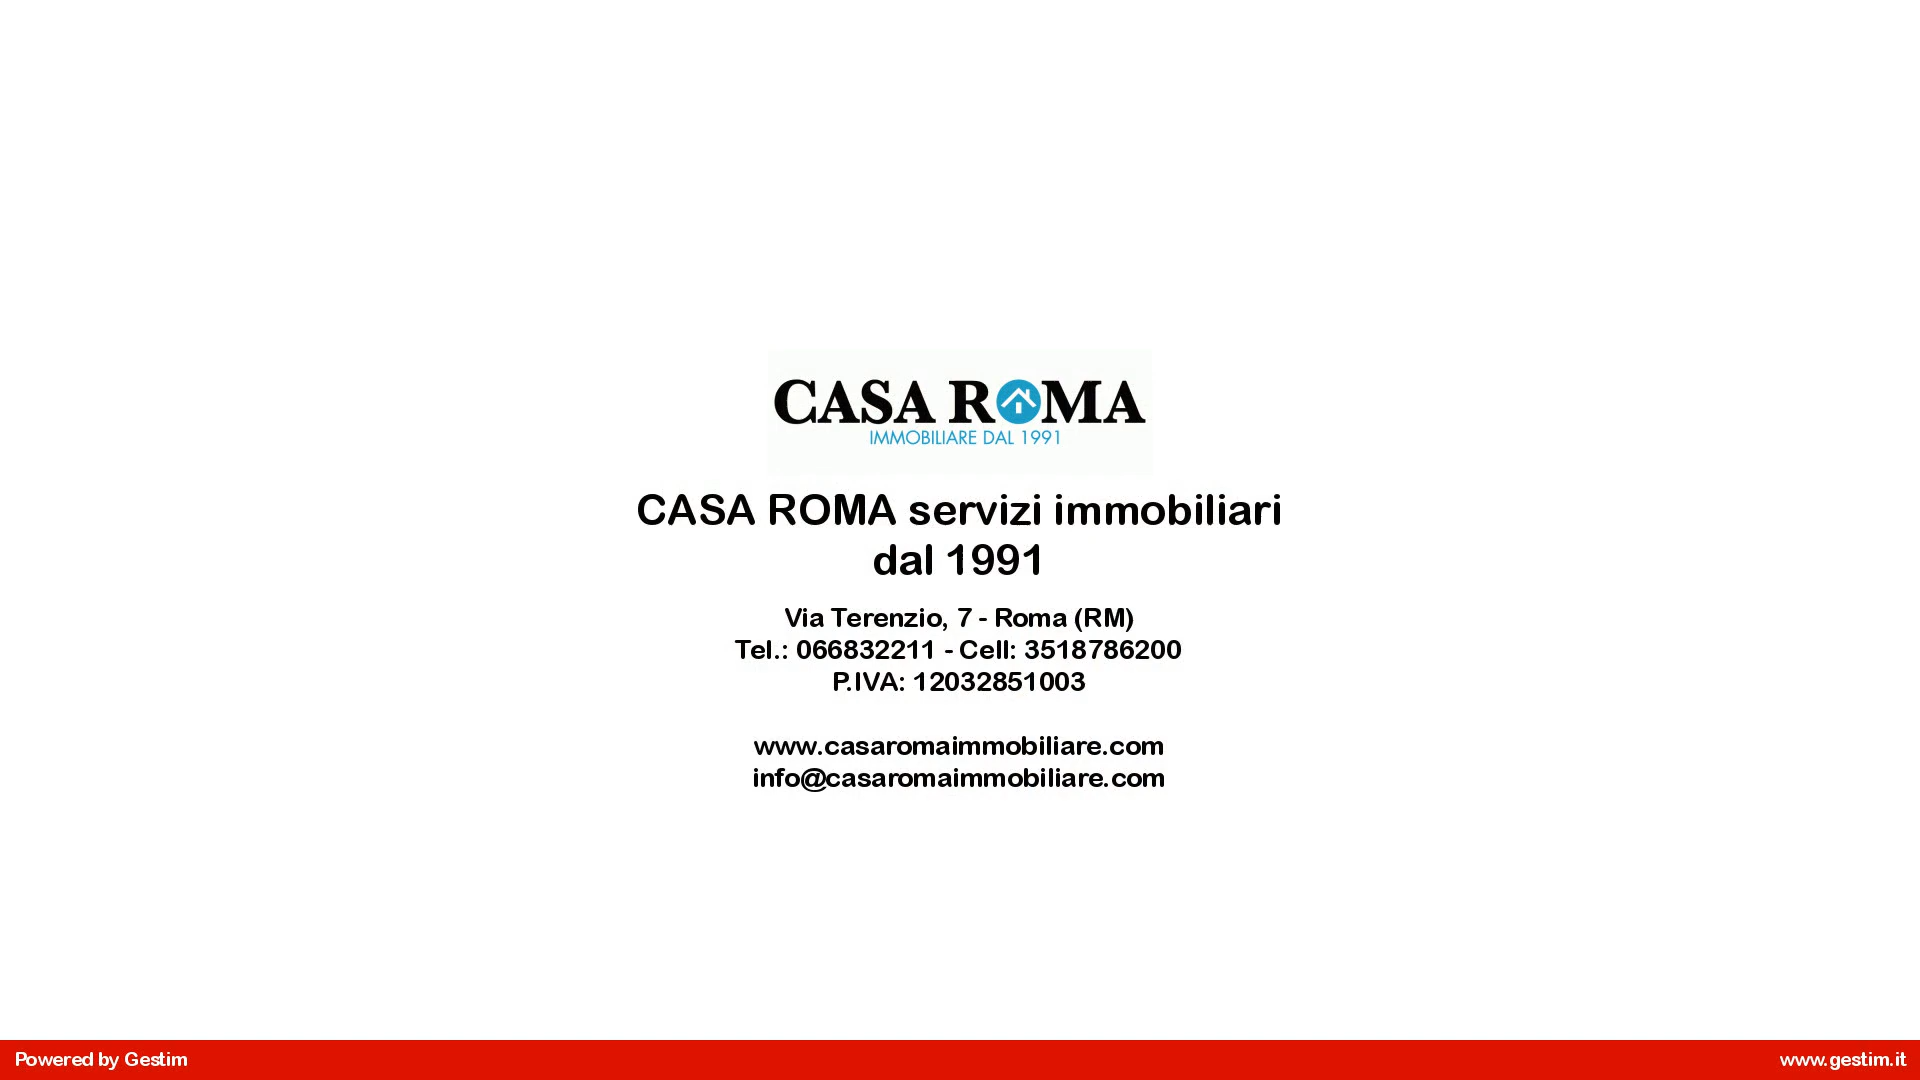 CASA ROMA
IMMOBILIARE DAL 1991
CASA ROMA servizi immobiliari
dal 1991
Via Terenzio, 7 - Roma (RM)
Tel.: 066832211 - Cell: 3518786200
P.IVA: 12032851003
www.casaromaimmobiliare.com
info@casaromaimmobiliare.com
Powered by Gestim
www.gestim.it